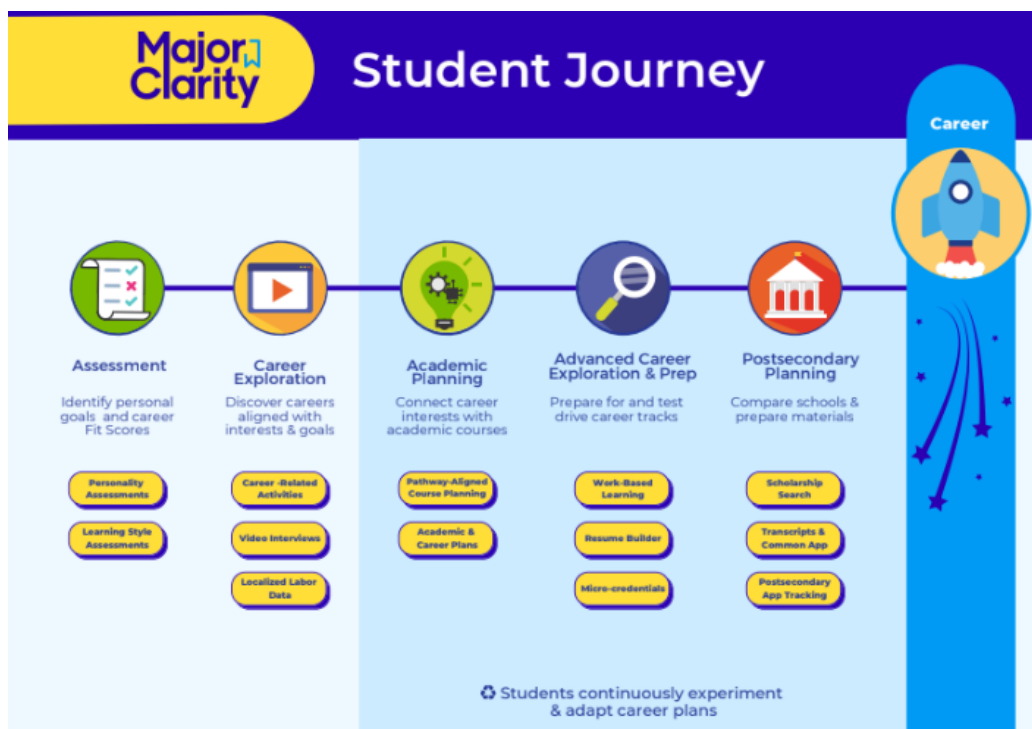 Major
Clarity
Student Journey
Career
Assessment
Identify personal
goals and career
Fit Scores
Personality
Assessments
Learning Style
Assessments
Career
Exploration
Discover careers
aligned with
interests & goals
Career -Related
Activities
Video Interviews
Localized Labor
Data
Academic
Planning
Connect career
interests with
academic courses
Pathway-Aligned
Course Planning
Academic &
Career Plans
Advanced Career
Exploration & Prep
Prepare for and test
drive career tracks
Work-Based
Learning
Resume Builder
Micro-credentials
Postsecondary
Planning
Compare schools &
prepare materials
Scholarship
Search
Transcripts &
Common App
Postsecondary
App Tracking
♻ Students continuously experiment
& adapt career plans